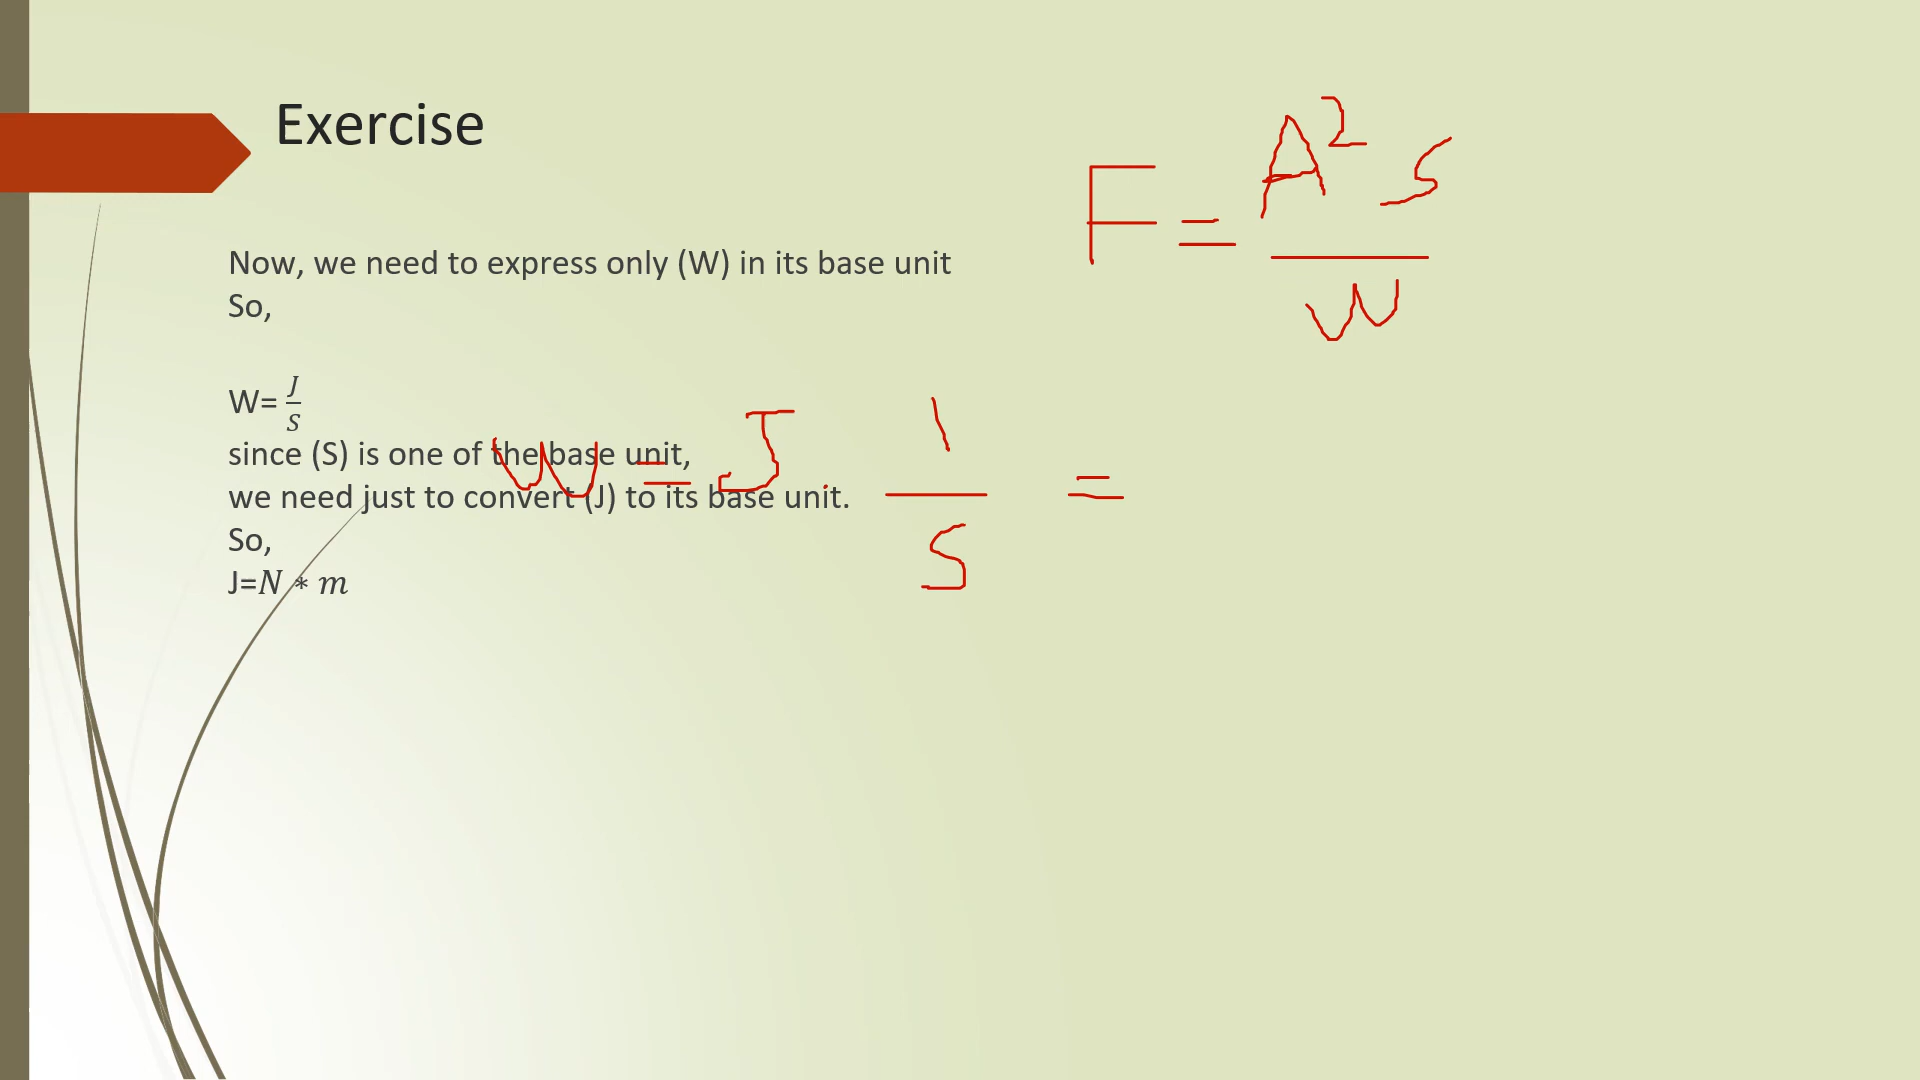 Exercise
F = A² s / W
Now, we need to express only (W) in its base unit
So,
W= J/S
since (S) is one of the base unit,
we need just to convert (J) to its base unit.
W = J . 1/S =
So,
J=N * m